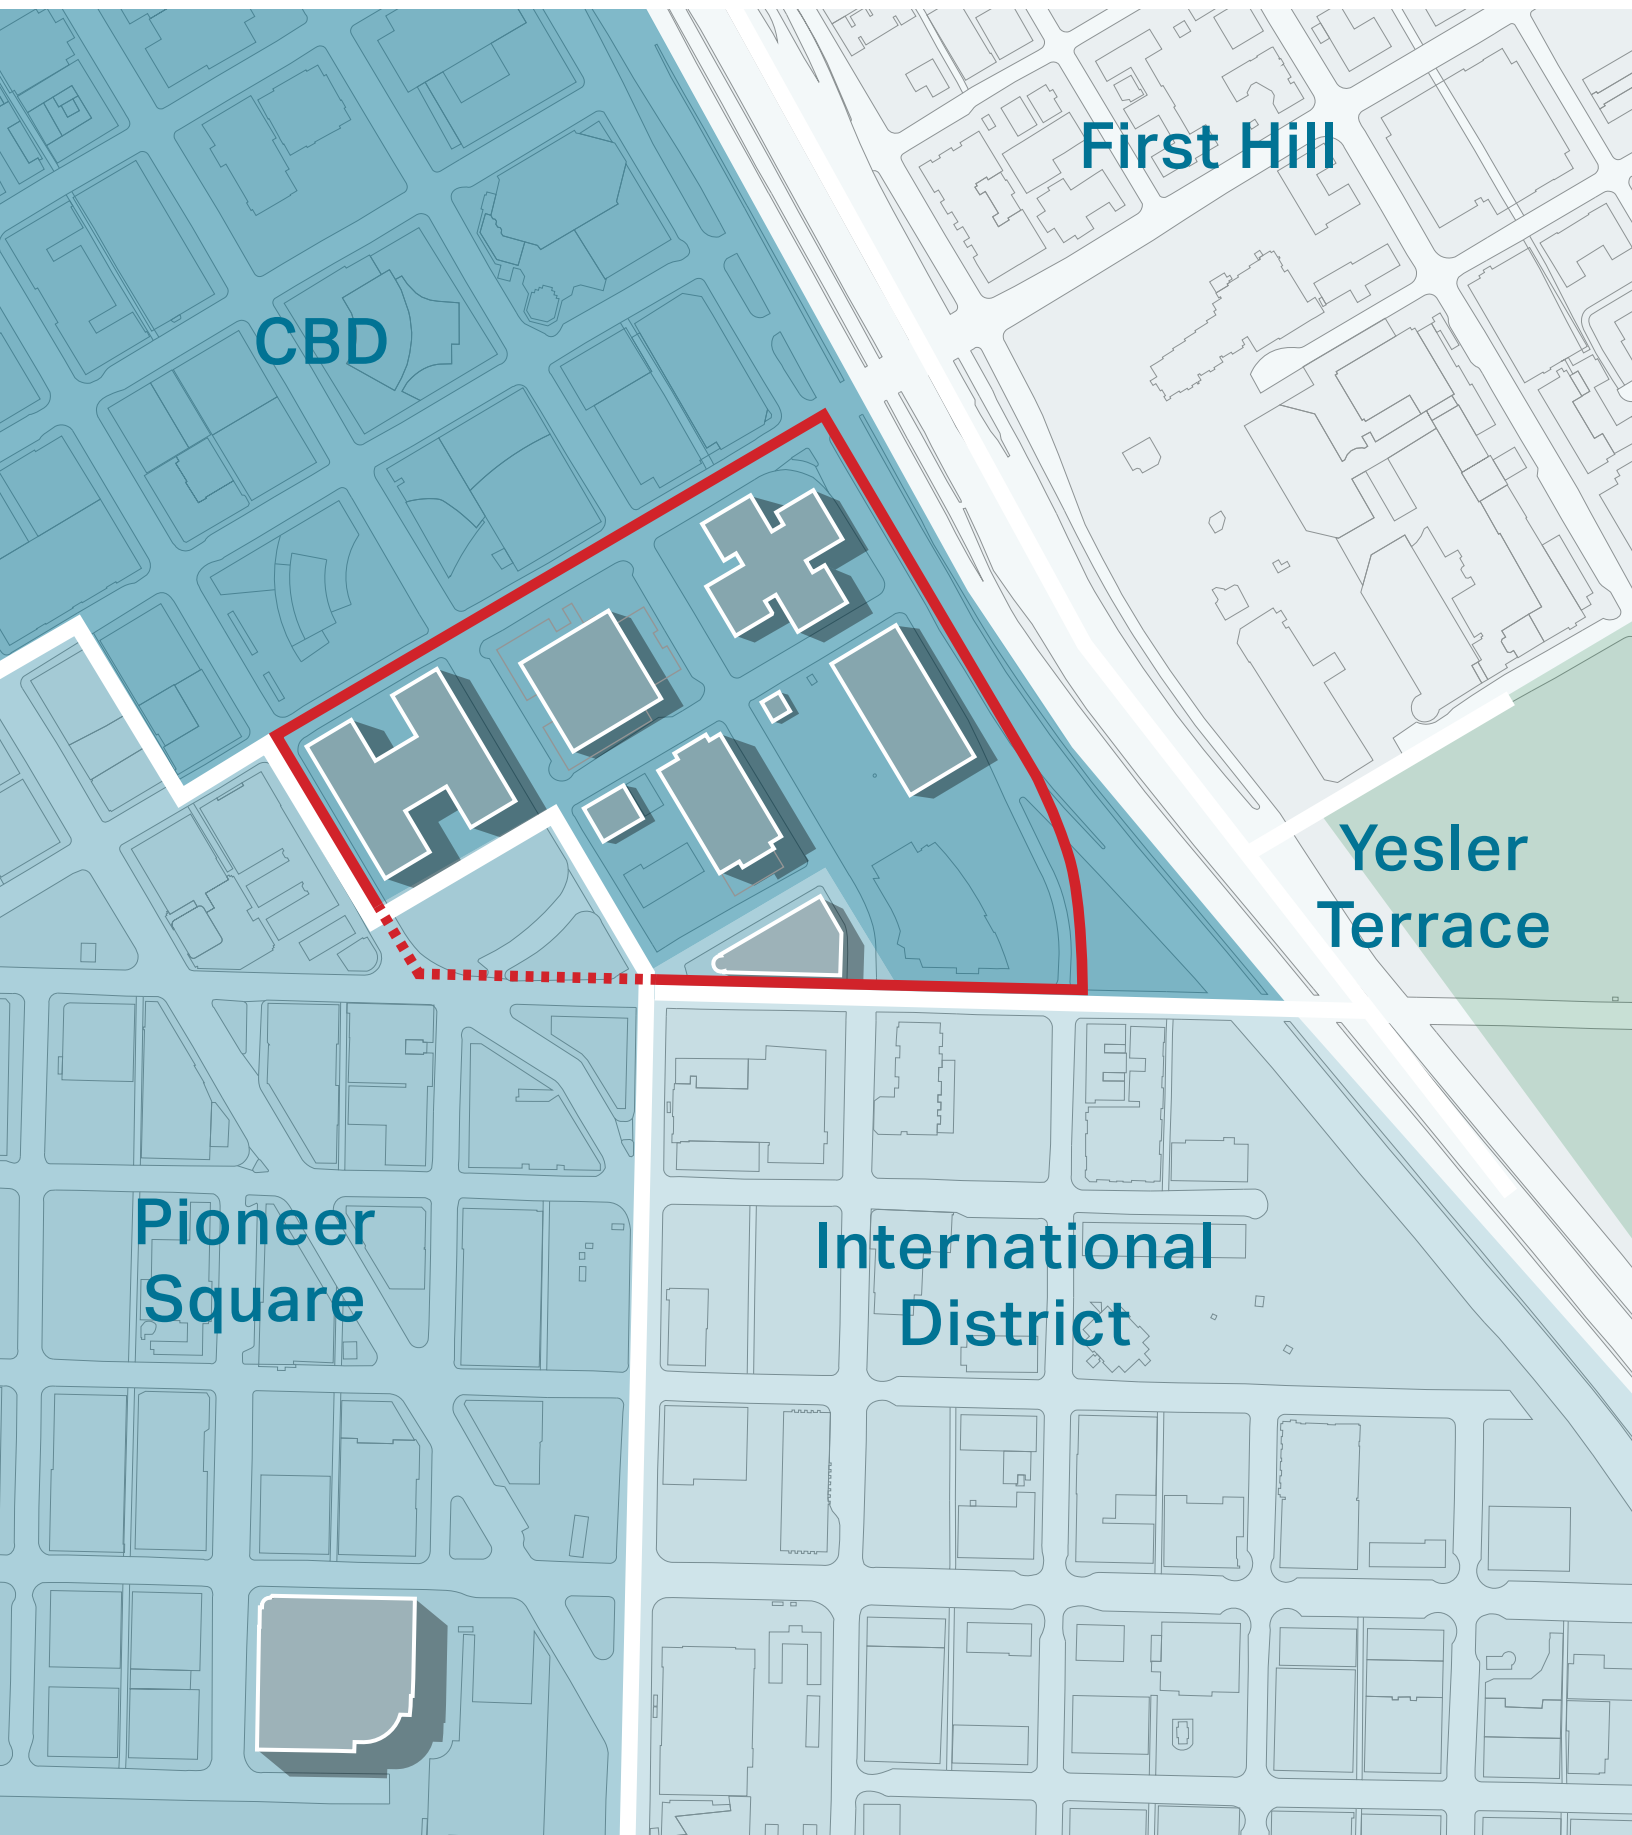 First Hill
CBD
Yesler
Terrace
Pioneer
Square
International
District